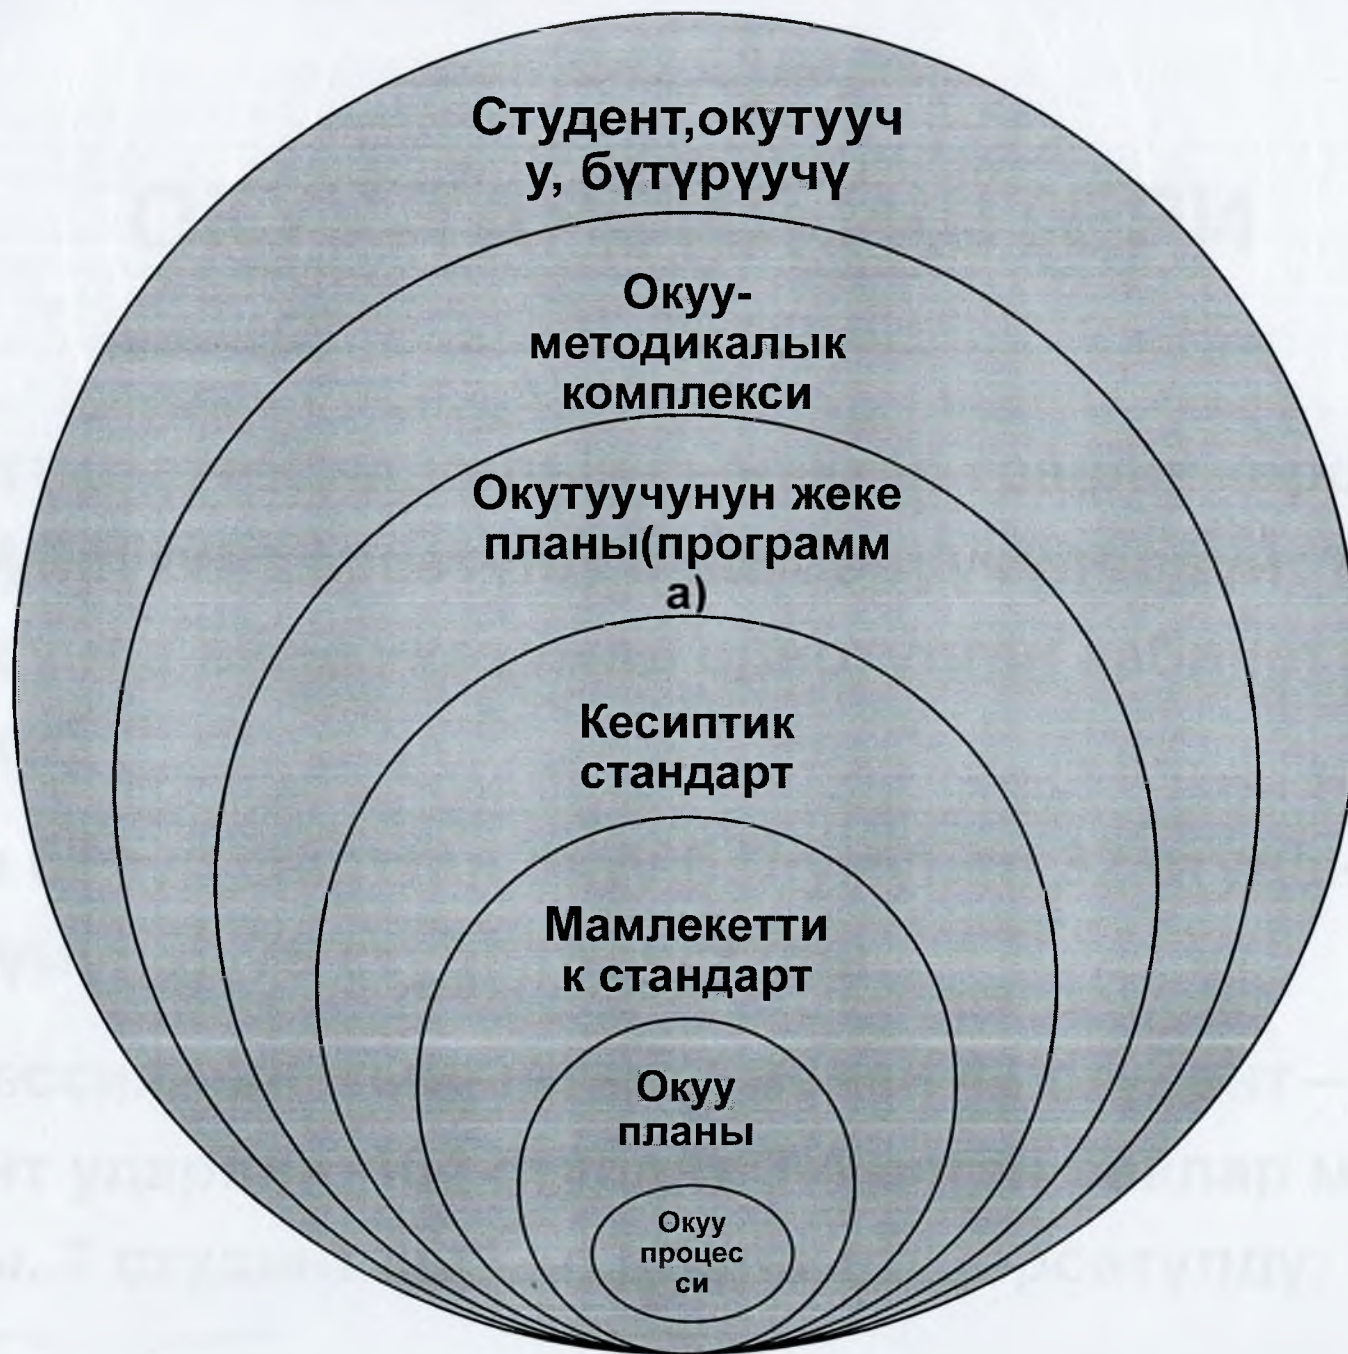 Студент,окутууч
у, бүтүрүүчү
Окуу-
методикалык
комплекси
Окутуучунун жеке
планы(программ
а)
Кесиптик
стандарт
Мамлекетти
к стандарт
Окуу
планы
Окуу
процес
си